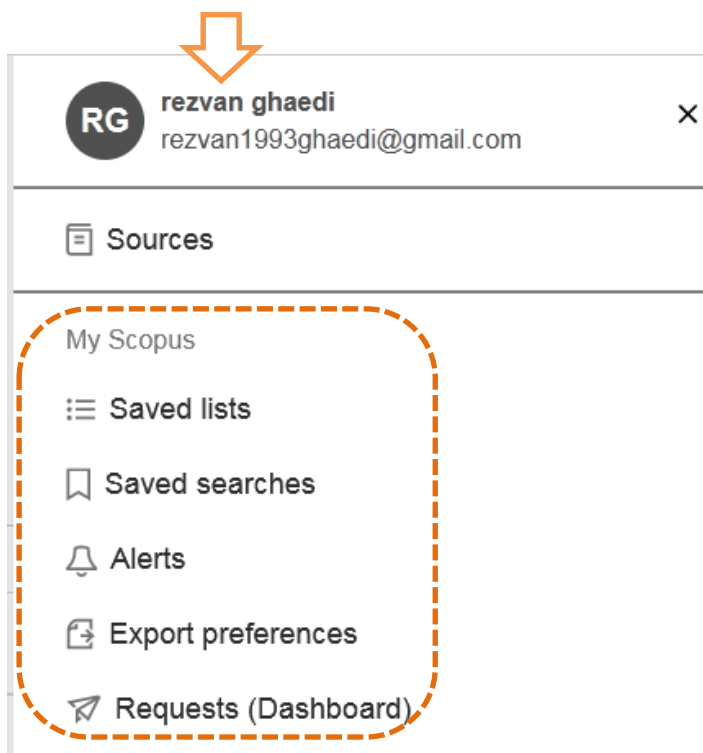 RG
rezvan ghaedi
rezvan1993ghaedi@gmail.com
Sources
My Scopus
Saved lists
Saved searches
Alerts
Export preferences
Requests (Dashboard)